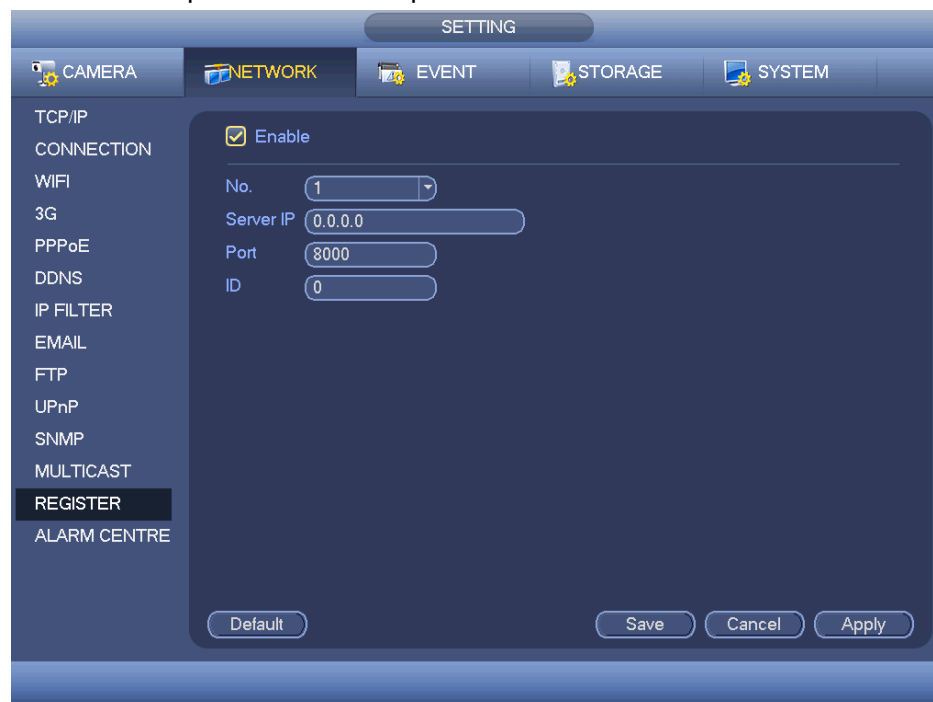 SETTING
CAMERA NETWORK EVENT STORAGE SYSTEM
TCP/IP
CONNECTION
WIFI
3G
PPPoE
DDNS
IP FILTER
EMAIL
FTP
UPnP
SNMP
MULTICAST
REGISTER
ALARM CENTRE
Enable
No. 1
Server IP 0.0.0.0
Port 8000
ID 0
Default Save Cancel Apply